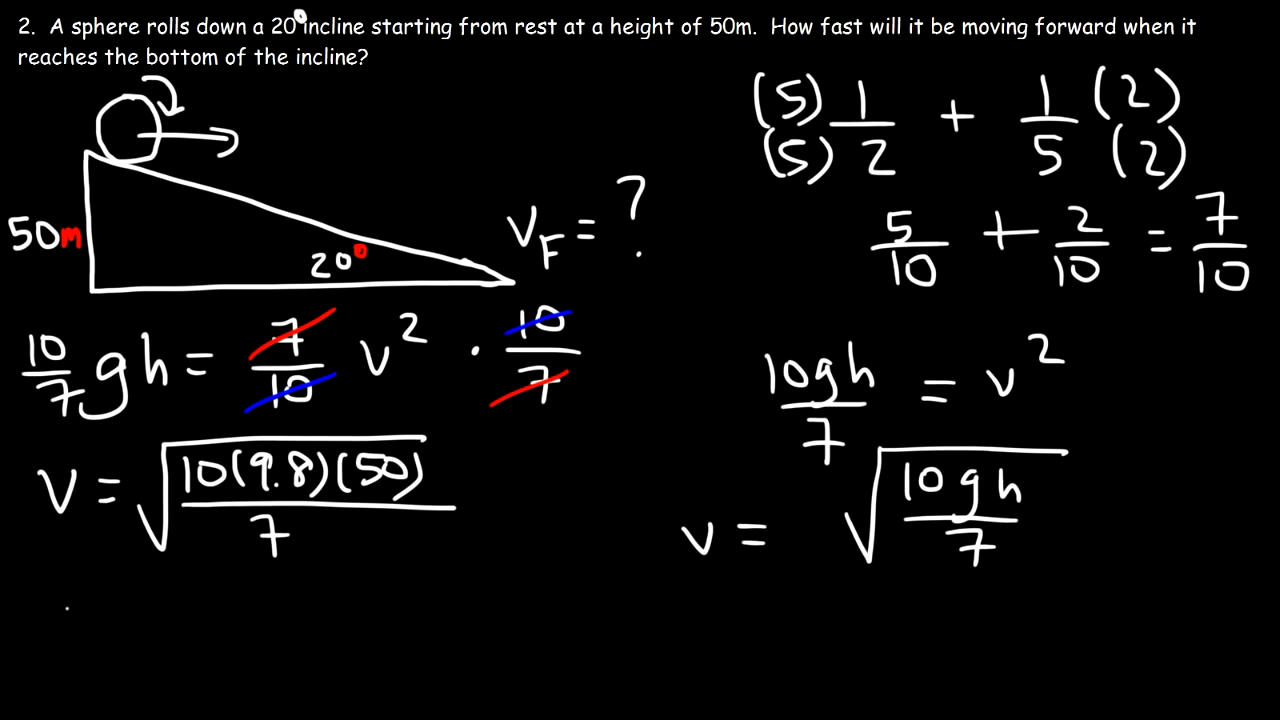 2. A sphere rolls down a 20° incline starting from rest at a height of 50m. How fast will it be moving forward when it
reaches the bottom of the incline?
(5)/(5) 1/2 + 1/5 (2)/(2)
5/10 + 2/10 = 7/10
50m
20°
V_F = ?
10/7 gh = 7/10 v² · 10/7
10gh/7 = v²
V = √(10(9.8)(50)/7)
v = √(10gh/7)